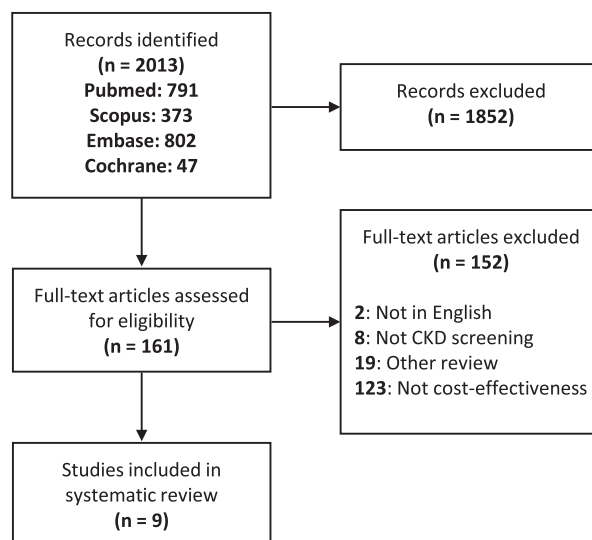 Records identified
(n = 2013)
Pubmed: 791
Scopus: 373
Embase: 802
Cochrane: 47
Records excluded
(n = 1852)
Full-text articles assessed
for eligibility
(n = 161)
Full-text articles excluded
(n = 152)
2: Not in English
8: Not CKD screening
19: Other review
123: Not cost-effectiveness
Studies included in
systematic review
(n = 9)